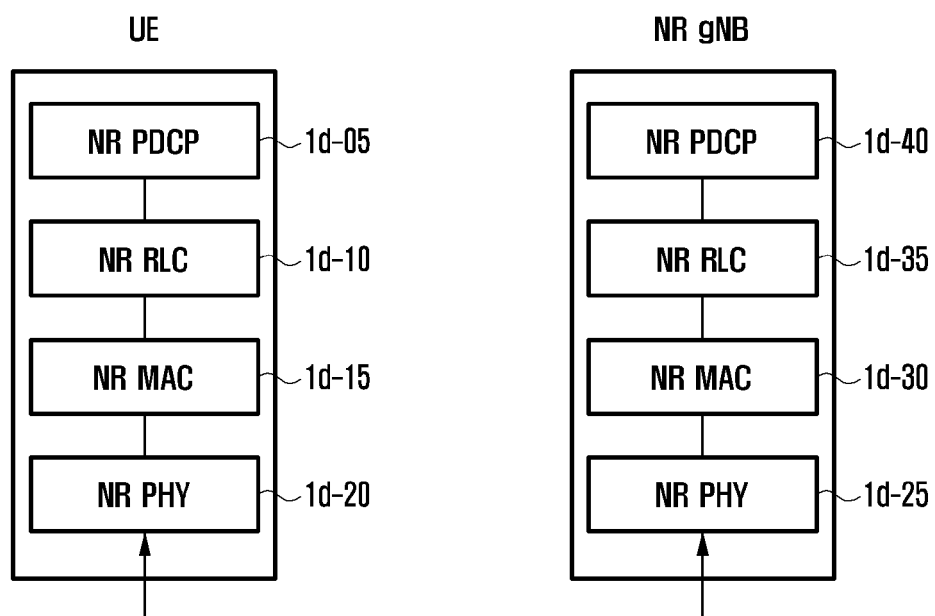 UE
NR gNB
NR PDCP 1d-05
NR PDCP 1d-40
NR RLC 1d-10
NR RLC 1d-35
NR MAC 1d-15
NR MAC 1d-30
NR PHY 1d-20
NR PHY 1d-25